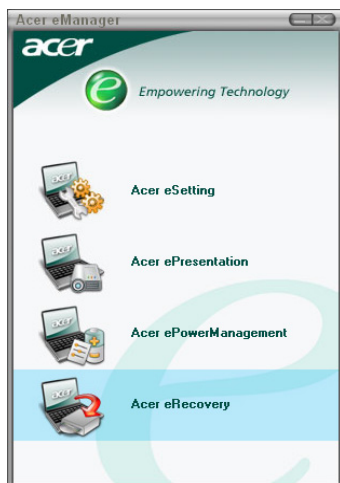 Acer eManager
acer
e Empowering Technology
Acer eSetting
Acer ePresentation
Acer ePowerManagement
Acer eRecovery